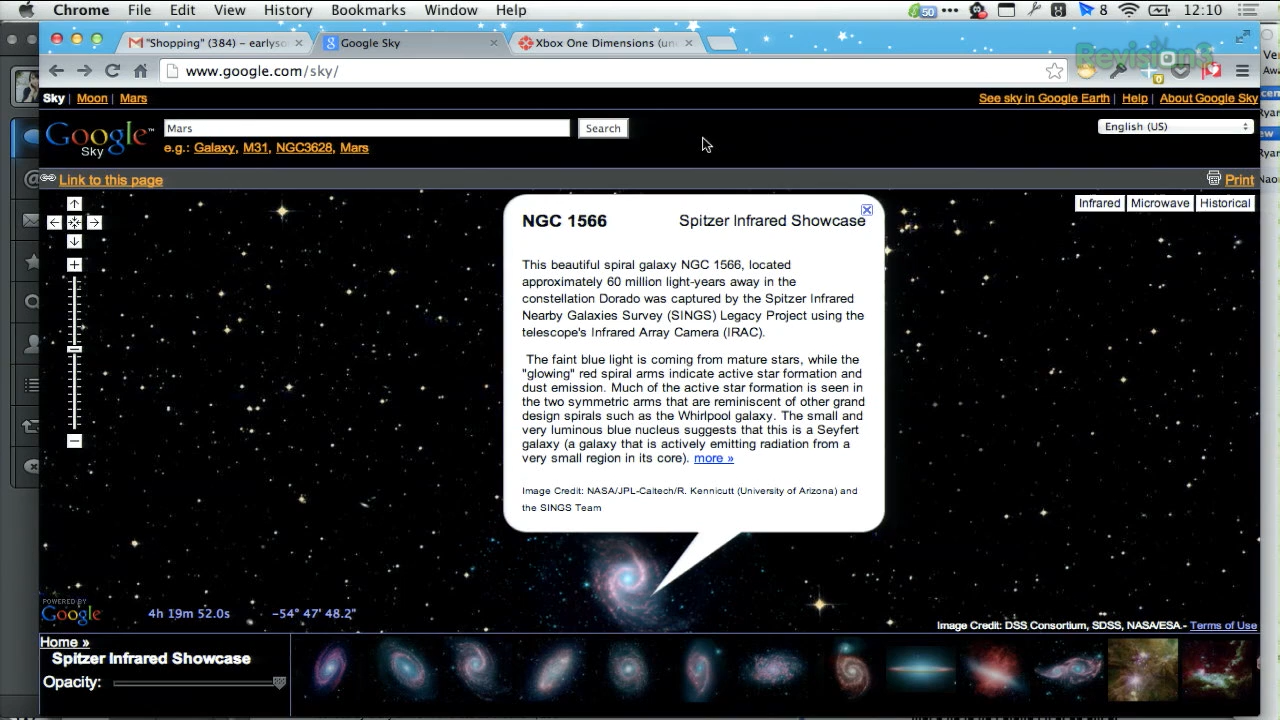 Chrome File Edit View History Bookmarks Window Help 50 8 12:10
M "Shopping" (384) – earlyso
Google Sky
Xbox One Dimensions (un
Revision3
www.google.com/sky/
Sky | Moon | Mars
See sky in Google Earth | Help | About Google Sky
Google™ Sky
Mars
Search
English (US)
e.g.: Galaxy, M31, NGC3628, Mars
Link to this page
Print
Infrared Microwave Historical
NGC 1566 Spitzer Infrared Showcase
This beautiful spiral galaxy NGC 1566, located
approximately 60 million light-years away in the
constellation Dorado was captured by the Spitzer Infrared
Nearby Galaxies Survey (SINGS) Legacy Project using the
telescope's Infrared Array Camera (IRAC).
The faint blue light is coming from mature stars, while the
"glowing" red spiral arms indicate active star formation and
dust emission. Much of the active star formation is seen in
the two symmetric arms that are reminiscent of other grand
design spirals such as the Whirlpool galaxy. The small and
very luminous blue nucleus suggests that this is a Seyfert
galaxy (a galaxy that is actively emitting radiation from a
very small region in its core). more »
Image Credit: NASA/JPL-Caltech/R. Kennicutt (University of Arizona) and
the SINGS Team
POWERED BY
Google
4h 19m 52.0s -54° 47' 48.2"
Image Credit: DSS Consortium, SDSS, NASA/ESA - Terms of Use
Home »
Spitzer Infrared Showcase
Opacity: